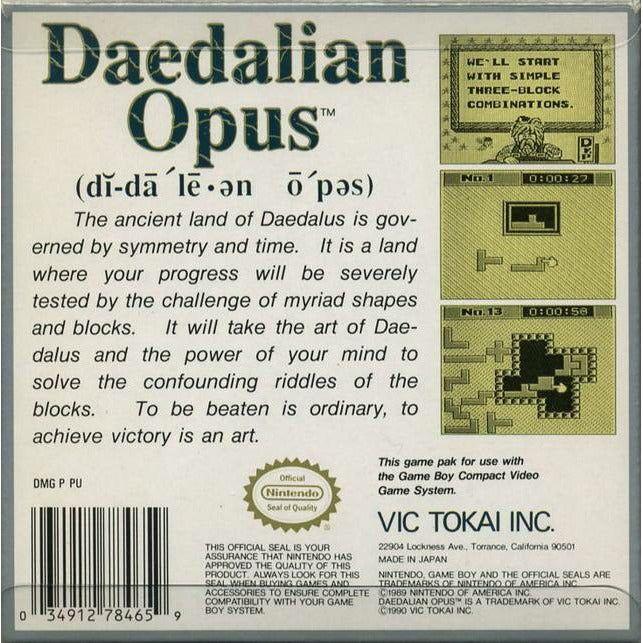 Daedalian
Opus™
(dĭ-dā´lē•ən ō´pəs)
The ancient land of Daedalus is gov-
erned by symmetry and time. It is a land
where your progress will be severely
tested by the challenge of myriad shapes
and blocks. It will take the art of Dae-
dalus and the power of your mind to
solve the confounding riddles of the
blocks. To be beaten is ordinary, to
achieve victory is an art.
WE'LL START
WITH SIMPLE
THREE-BLOCK
COMBINATIONS.
No.1 0:00:27
No.13 0:00:58
DMG P PU
0 34912 78465 9
Official
Nintendo
Seal of Quality
THIS OFFICIAL SEAL IS YOUR
ASSURANCE THAT NINTENDO HAS
APPROVED THE QUALITY OF THIS
PRODUCT. ALWAYS LOOK FOR THIS
SEAL WHEN BUYING GAMES AND
ACCESSORIES TO ENSURE COMPLETE
COMPATIBILITY WITH YOUR GAME
BOY SYSTEM.
This game pak for use with
the Game Boy Compact Video
Game System.
VIC TOKAI INC.
22904 Lockness Ave., Torrance, California 90501
MADE IN JAPAN
NINTENDO, GAME BOY AND THE OFFICIAL SEALS ARE
TRADEMARKS OF NINTENDO OF AMERICA INC.
©1989 NINTENDO OF AMERICA INC.
DAEDALIAN OPUS™ IS A TRADEMARK OF VIC TOKAI INC.
©1990 VIC TOKAI INC.